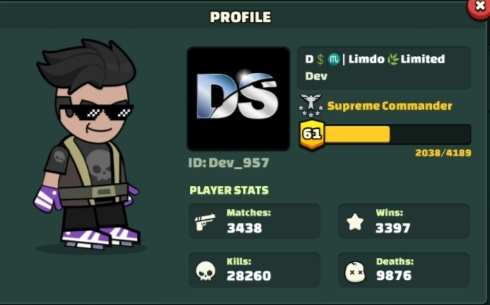 PROFILE
DS
D $ ♏ | Limdo 🌿Limited
Dev
Supreme Commander
61
2038/4189
ID: Dev_957
PLAYER STATS
Matches:
3438
Wins:
3397
Kills:
28260
Deaths:
9876